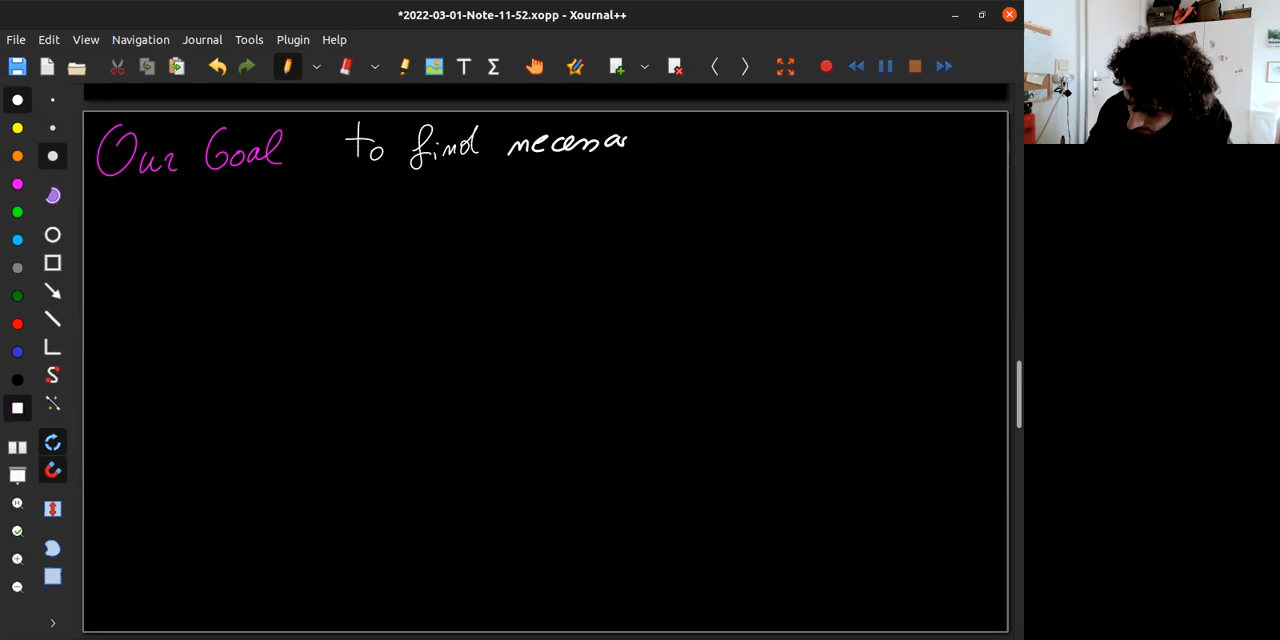 *2022-03-01-Note-11-52.xopp - Xournal++
File Edit View Navigation Journal Tools Plugin Help
Our Goal to find necessar